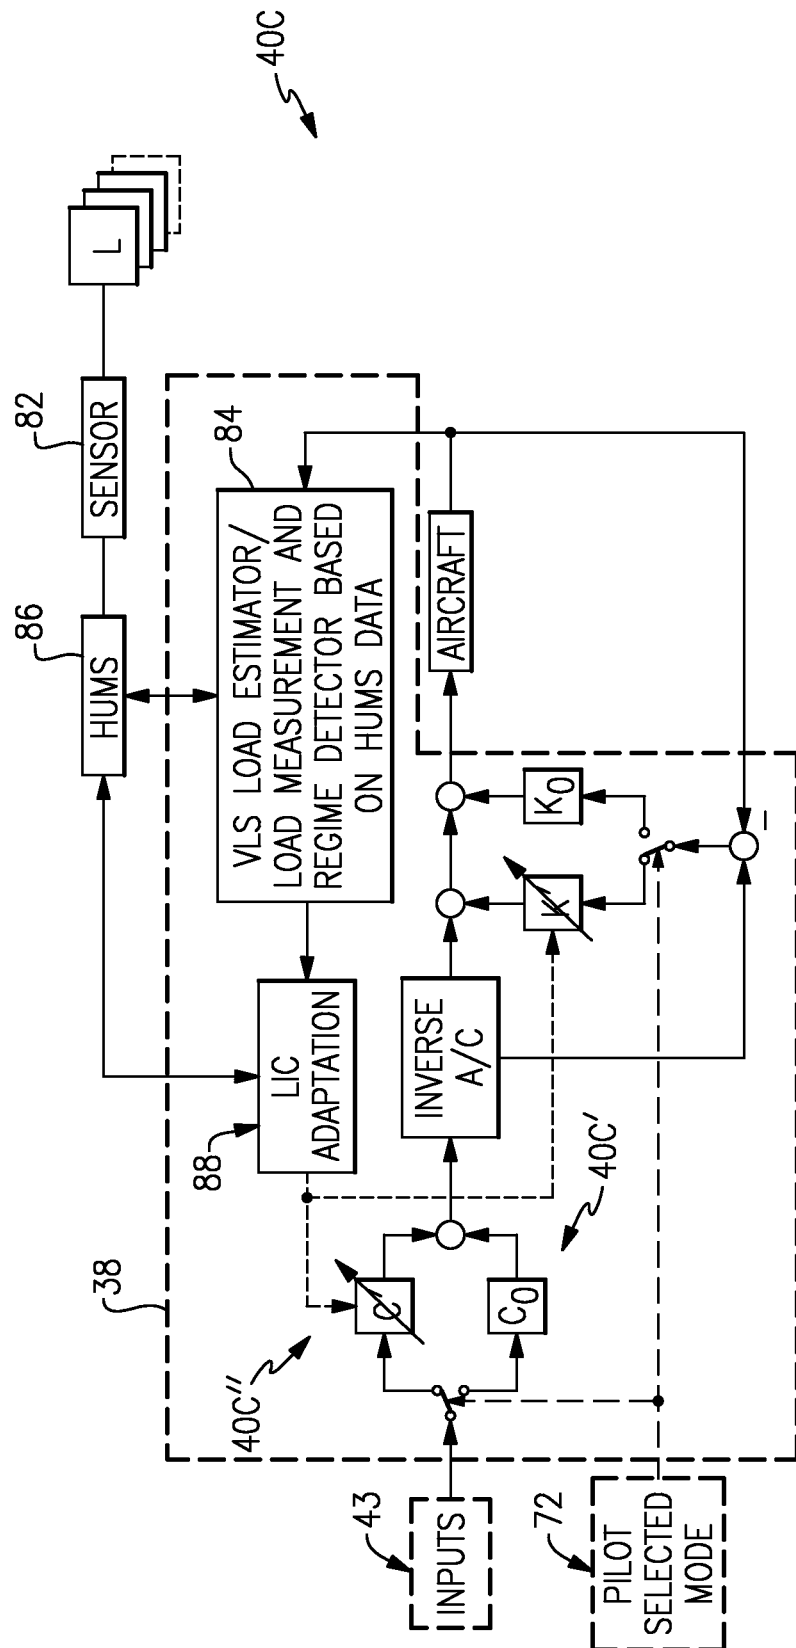 40C
L
SENSOR
82
HUMS
86
84
VLS LOAD ESTIMATOR/
LOAD MEASUREMENT AND
REGIME DETECTOR BASED
ON HUMS DATA
LIC
ADAPTATION
88
38
AIRCRAFT
INVERSE
A/C
K
K0
–
C
C0
40C''
40C'
INPUTS
43
PILOT
SELECTED
MODE
72